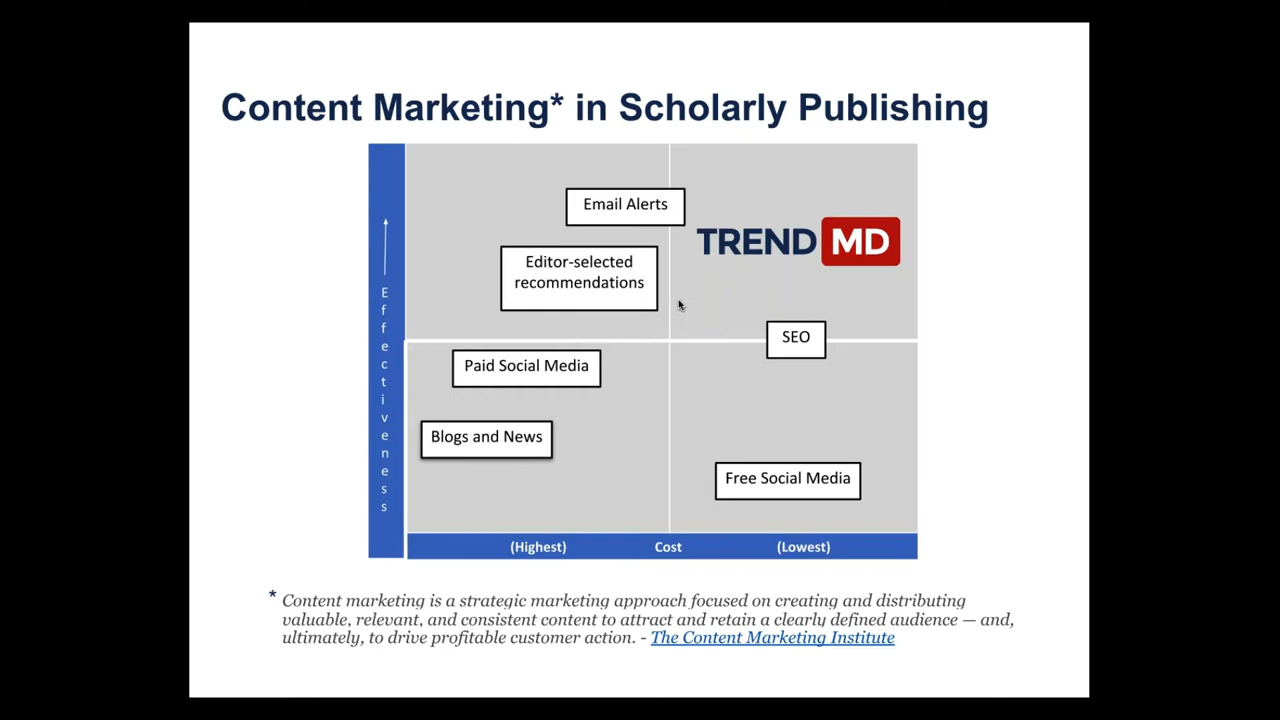 Content Marketing* in Scholarly Publishing
Email Alerts
TREND MD
Editor-selected
recommendations
SEO
Paid Social Media
Blogs and News
Free Social Media
Effectiveness
(Highest) Cost (Lowest)
* Content marketing is a strategic marketing approach focused on creating and distributing
valuable, relevant, and consistent content to attract and retain a clearly defined audience — and,
ultimately, to drive profitable customer action. - The Content Marketing Institute